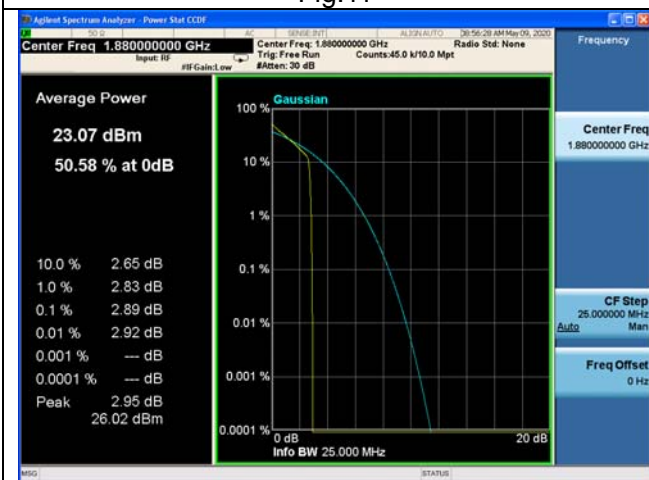 Agilent Spectrum Analyzer - Power Stat CCDF
50 Ω AC SENSE:INT ALIGN AUTO 08:56:28 AM May 09, 2020
Center Freq 1.880000000 GHz
Input: RF
#IFGain:Low
Center Freq: 1.880000000 GHz
Radio Std: None
Trig: Free Run
Counts:45.0 k/10.0 Mpt
#Atten: 30 dB
Frequency
Average Power
23.07 dBm
50.58 % at 0dB
10.0 % 2.65 dB
1.0 % 2.83 dB
0.1 % 2.89 dB
0.01 % 2.92 dB
0.001 % --- dB
0.0001 % --- dB
Peak 2.95 dB
26.02 dBm
100 %
Gaussian
10 %
1 %
0.1 %
0.01 %
0.001 %
0.0001 %
0 dB
20 dB
Info BW 25.000 MHz
Center Freq
1.880000000 GHz
CF Step
25.000000 MHz
Auto Man
Freq Offset
0 Hz
MSG STATUS